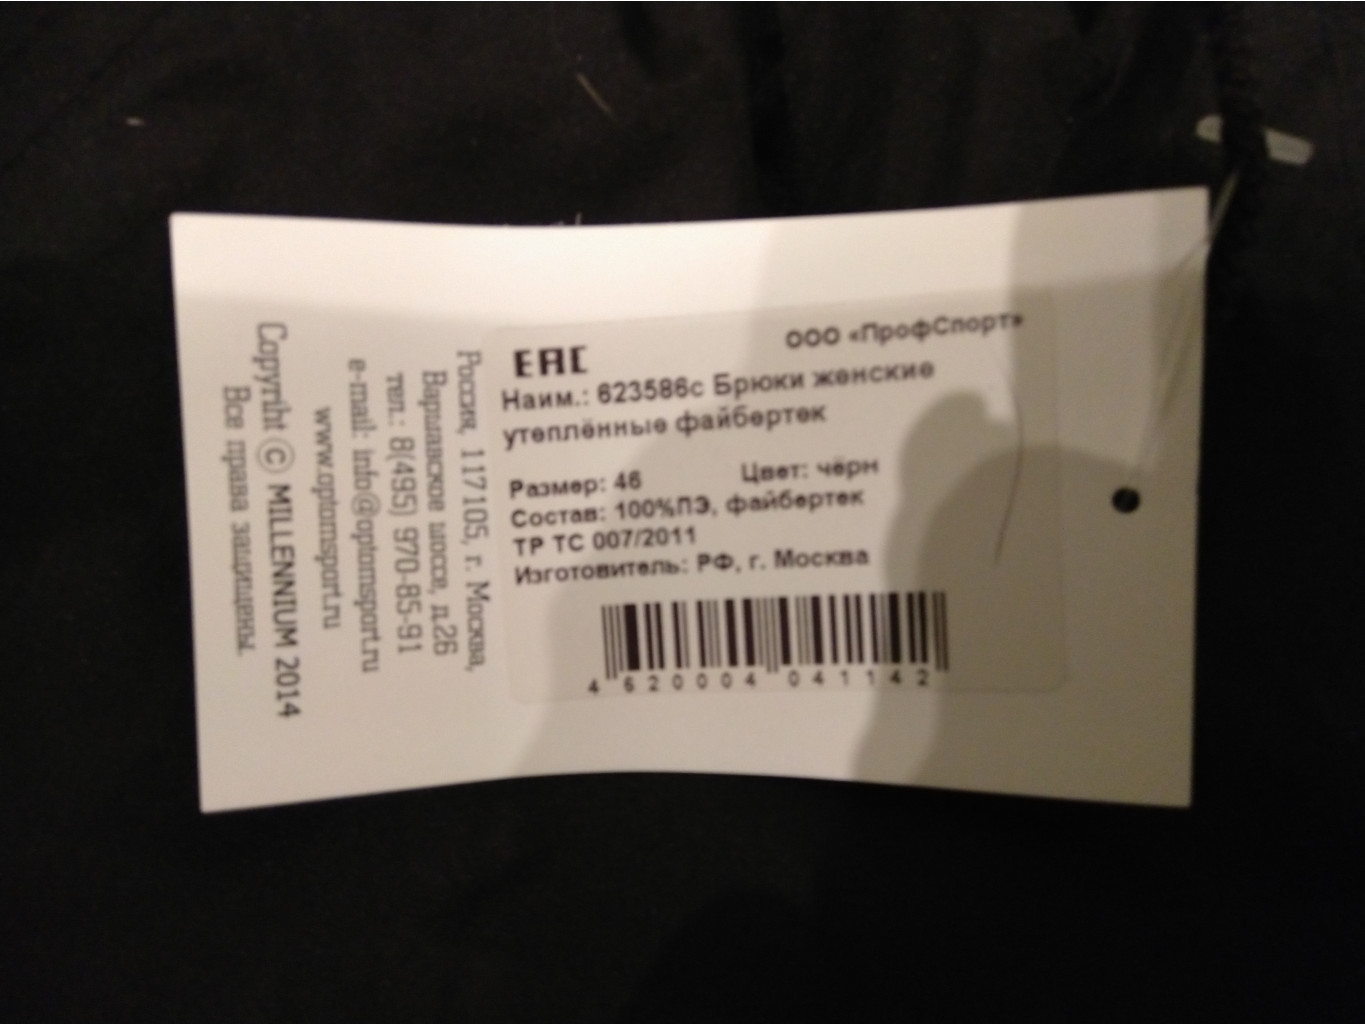 ООО «ПрофСпорт»
ЕАС
Наим.: 623586с Брюки женские
утеплённые файбертек
Размер: 46 Цвет: чёрн
Состав: 100%ПЭ, файбертек
ТР ТС 007/2011
Изготовитель: РФ, г. Москва
4 620004 041142
Россия, 117105, г. Москва,
Варшавское шоссе, д.26
тел.: 8(495) 970-85-91
e-mail: info@optomsport.ru
www.optomsport.ru
Copyriht © MILLENNIUM 2014
Все права защищены.